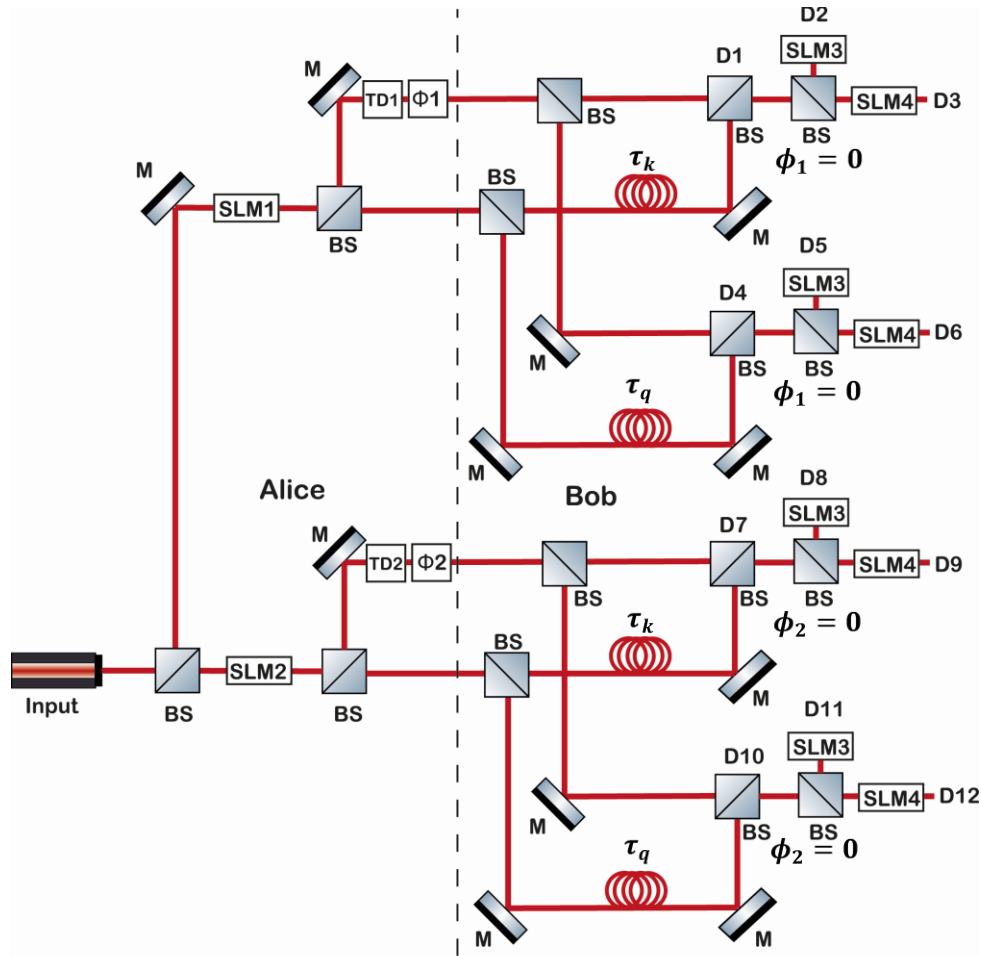 D2
SLM3
M
D1
TD1
Φ1
SLM4
D3
BS
BS
BS
ϕ₁ = 0
M
τₖ
BS
SLM1
BS
M
D5
SLM3
D4
SLM4
D6
M
BS
BS
ϕ₁ = 0
τ_q
M
M
Alice
Bob
D8
SLM3
M
D7
TD2
Φ2
SLM4
D9
BS
BS
BS
ϕ₂ = 0
τₖ
BS
SLM2
M
Input
BS
BS
D11
SLM3
D10
SLM4
D12
M
BS
BS
ϕ₂ = 0
τ_q
M
M